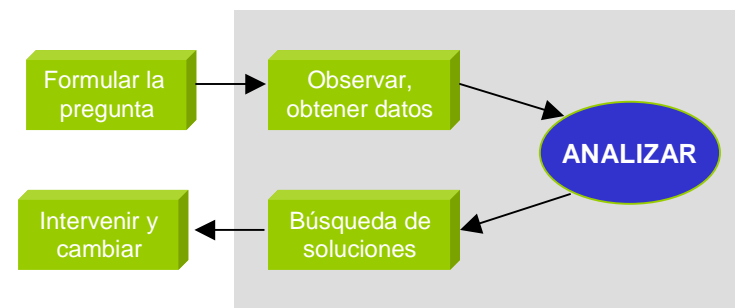 Formular la
pregunta
Observar,
obtener datos
ANALIZAR
Búsqueda de
soluciones
Intervenir y
cambiar